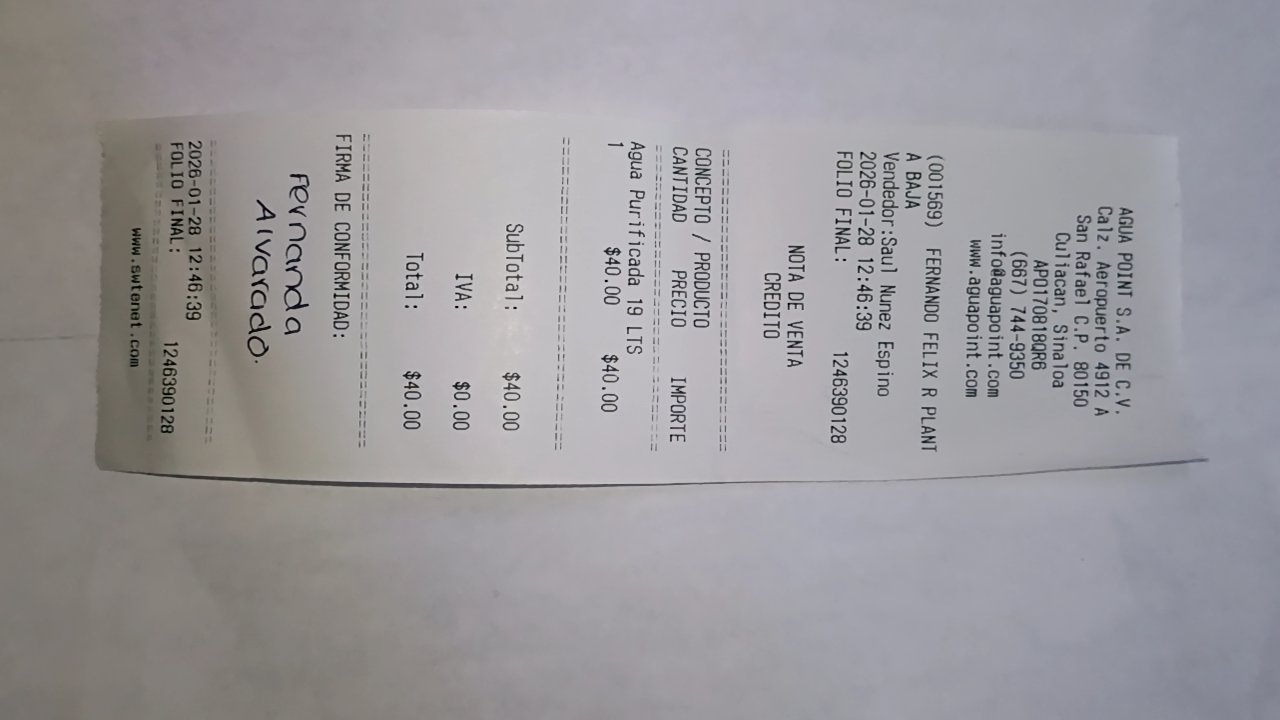 AGUA POINT S.A. DE C.V.
Calz. Aeropuerto 4912 A
San Rafael C.P. 80150
Culiacan, Sinaloa
APO170818QR6
(667) 744-9350
info@aguapoint.com
www.aguapoint.com
(001569) FERNANDO FELIX R PLANT
A BAJA
Vendedor:Saul Nunez Espino
2026-01-28 12:46:39
FOLIO FINAL: 1246390128
NOTA DE VENTA
CREDITO
CONCEPTO / PRODUCTO
CANTIDAD PRECIO IMPORTE
Agua Purificada 19 LTS
1 $40.00 $40.00
SubTotal: $40.00
IVA: $0.00
Total: $40.00
FIRMA DE CONFORMIDAD:
Fernanda
Alvarado.
2026-01-28 12:46:39
FOLIO FINAL: 1246390128
www.swtenet.com